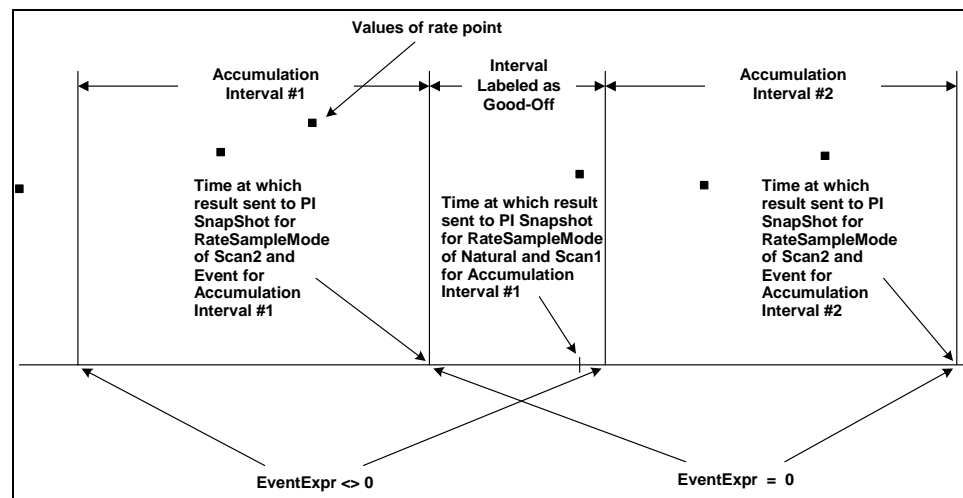 Values of rate point
Accumulation
Interval #1
Interval
Labeled as
Good-Off
Accumulation
Interval #2
Time at which
result sent to PI
SnapShot for
RateSampleMode
of Scan2 and
Event for
Accumulation
Interval #1
Time at which result
sent to PI Snapshot
for RateSampleMode
of Natural and Scan1
for Accumulation
Interval #1
Time at which
result sent to PI
SnapShot for
RateSampleMode
of Scan2 and
Event for
Accumulation
Interval #2
EventExpr <> 0
EventExpr = 0